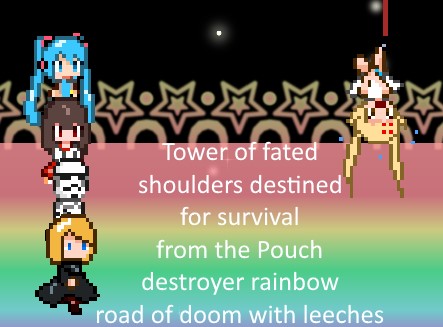 Tower of fated
shoulders destined
for survival
from the Pouch
destroyer rainbow
road of doom with leeches